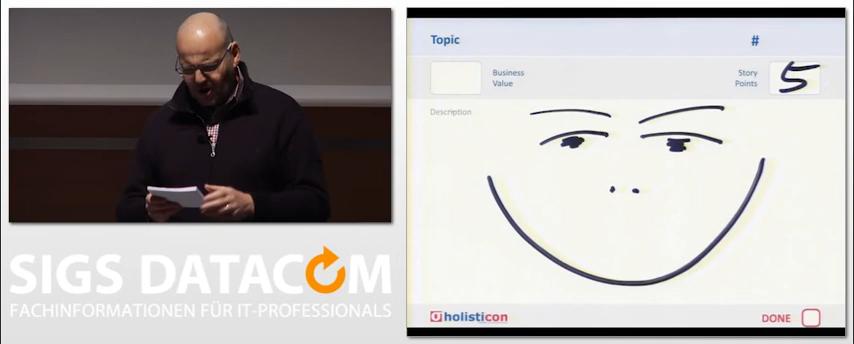 Topic
#
Business
Value
Story
Points
5
Description
holisticon
DONE
SIGS DATACOM
FACHINFORMATIONEN FÜR IT-PROFESSIONALS